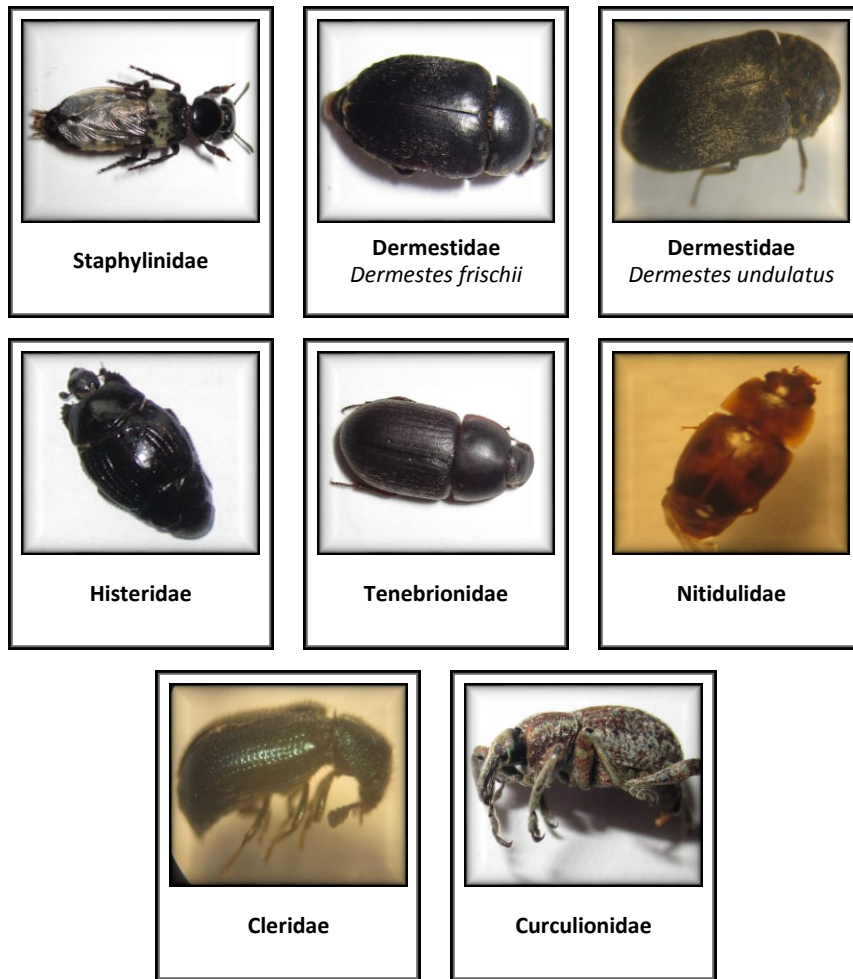 Staphylinidae
Dermestidae
Dermestes frischii
Dermestidae
Dermestes undulatus
Histeridae
Tenebrionidae
Nitidulidae
Cleridae
Curculionidae